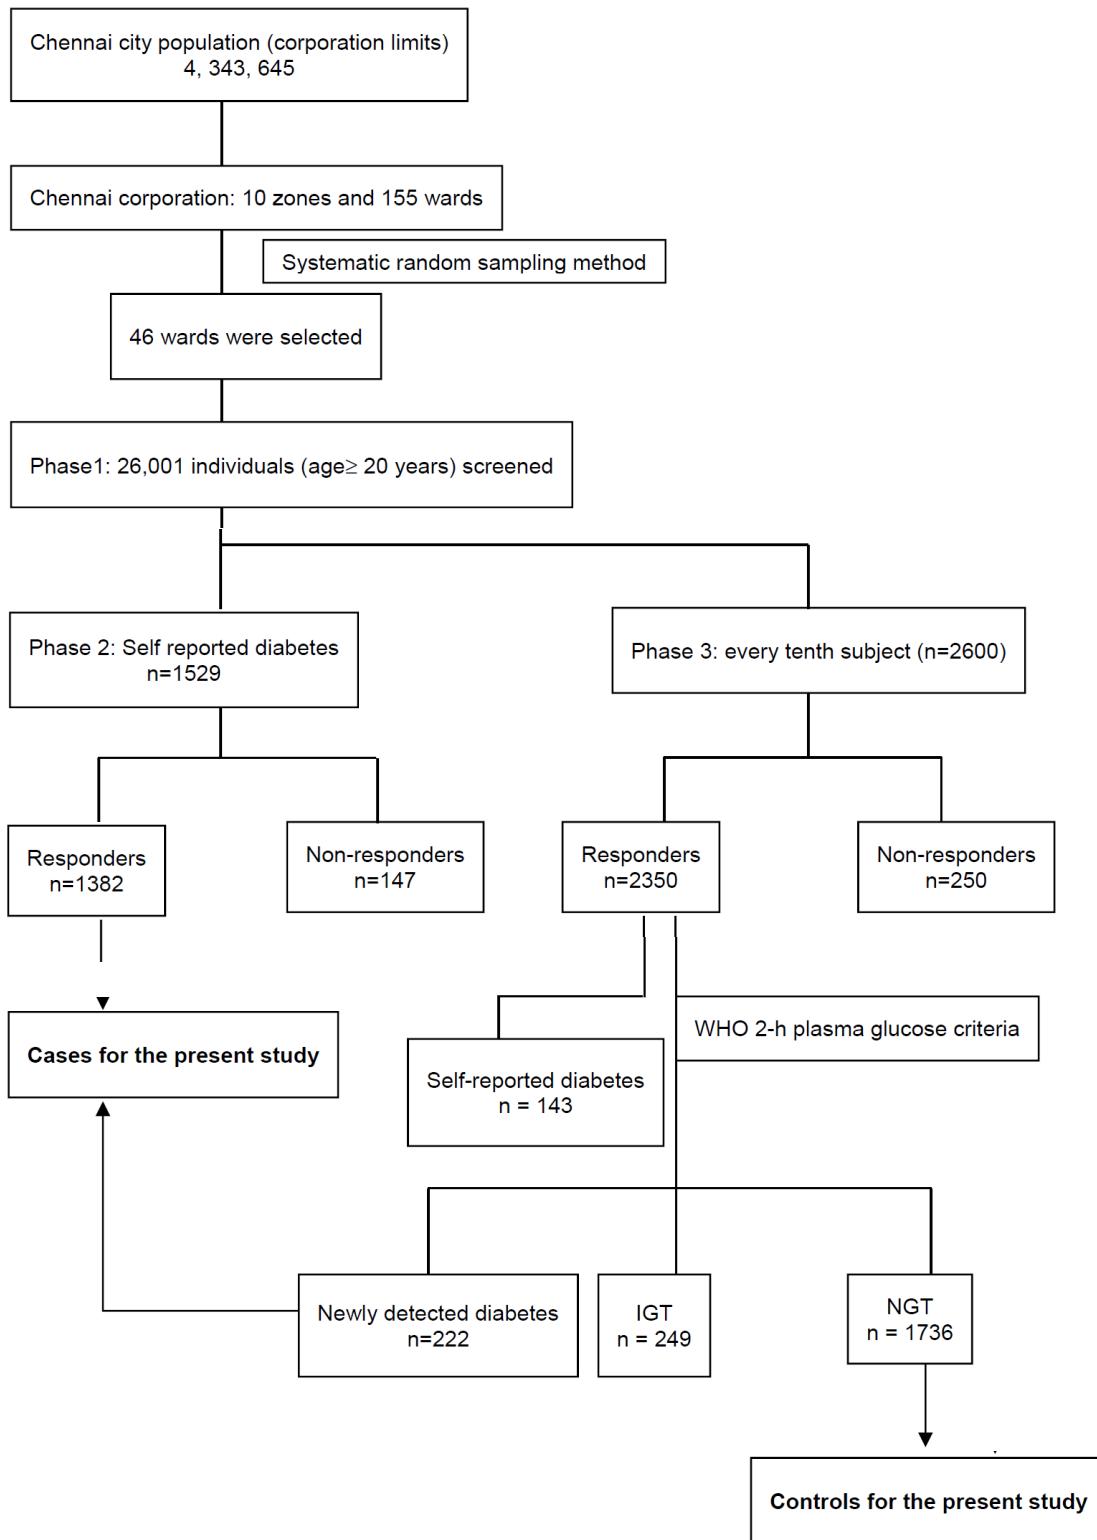 Chennai city population (corporation limits)
4, 343, 645
Chennai corporation: 10 zones and 155 wards
Systematic random sampling method
46 wards were selected
Phase1: 26,001 individuals (age≥ 20 years) screened
Phase 2: Self reported diabetes
n=1529
Phase 3: every tenth subject (n=2600)
Responders
n=1382
Non-responders
n=147
Responders
n=2350
Non-responders
n=250
WHO 2-h plasma glucose criteria
Cases for the present study
Self-reported diabetes
n = 143
Newly detected diabetes
n=222
IGT
n = 249
NGT
n = 1736
Controls for the present study